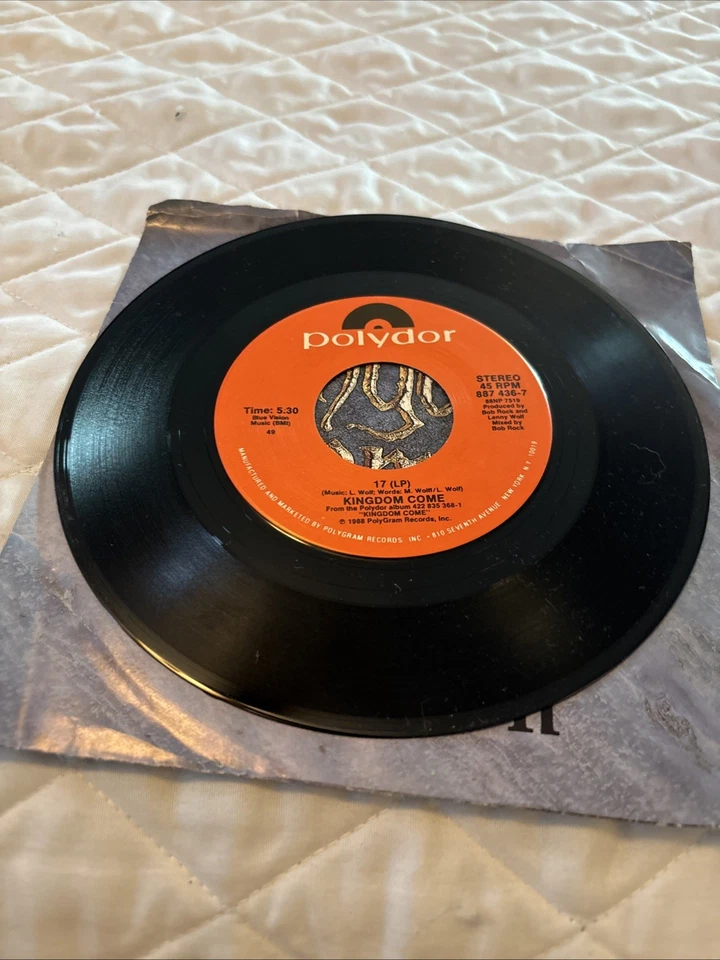 polydor
STEREO
45 RPM
887 436-7
88NP 7319
Produced by
Bob Rock and
Lenny Wolf
Mixed by
Bob Rock
Time: 5.30
Blue Vision
Music (BMI)
49
17 (LP)
(Music: L. Wolf; Words: M. Wolff/L. Wolf)
KINGDOM COME
From the Polydor album 422 835 368-1
"KINGDOM COME"
℗ 1988 PolyGram Records, Inc.
MANUFACTURED AND MARKETED BY POLYGRAM RECORDS INC - 810 SEVENTH AVENUE, NEW YORK, N.Y. 10019